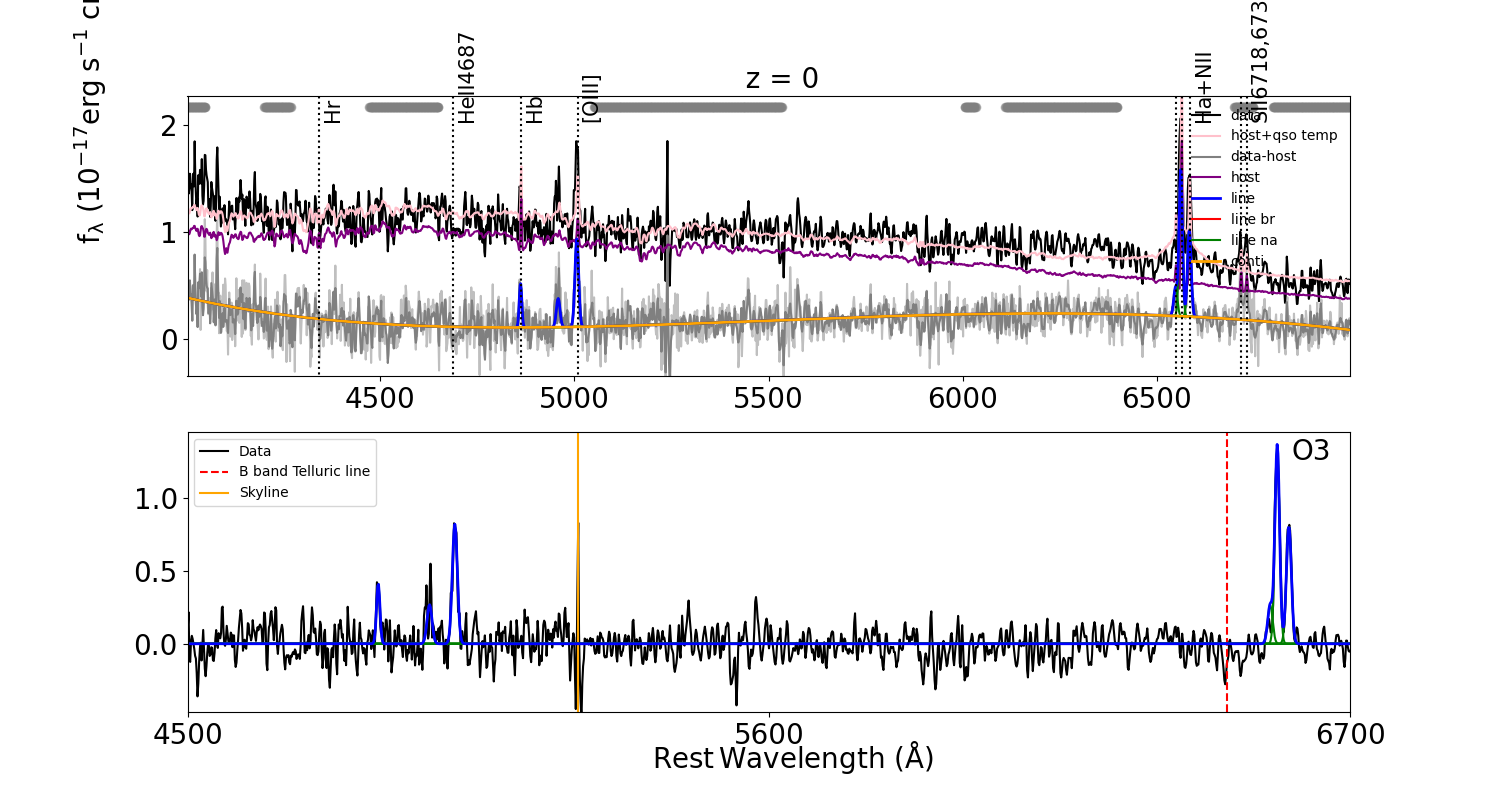 z = 0
f_λ (10^−17 erg s^−1 c
Hr
HeII4687
Hb
[OIII]
Ha+NII
SII6718,673
data
host+qso temp
data-host
host
line
line br
line na
conti
2
1
0
4500 5000 5500 6000 6500
Data
B band Telluric line
Skyline
O3
1.0
0.5
0.0
4500 5600 6700
Rest Wavelength (Å)